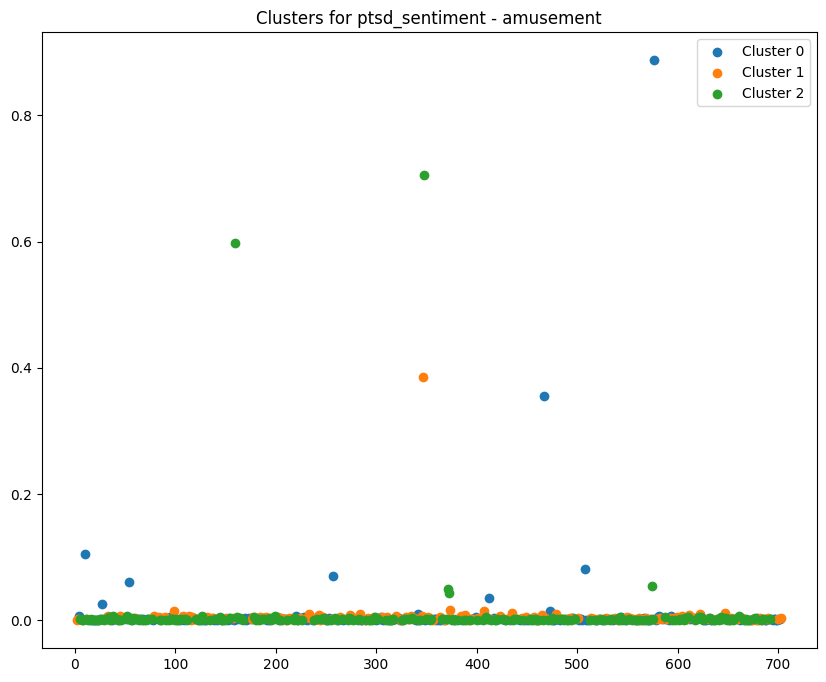 Clusters for ptsd_sentiment - amusement
Cluster 0
Cluster 1
Cluster 2
0.8
0.6
0.4
0.2
0.0
0 100 200 300 400 500 600 700